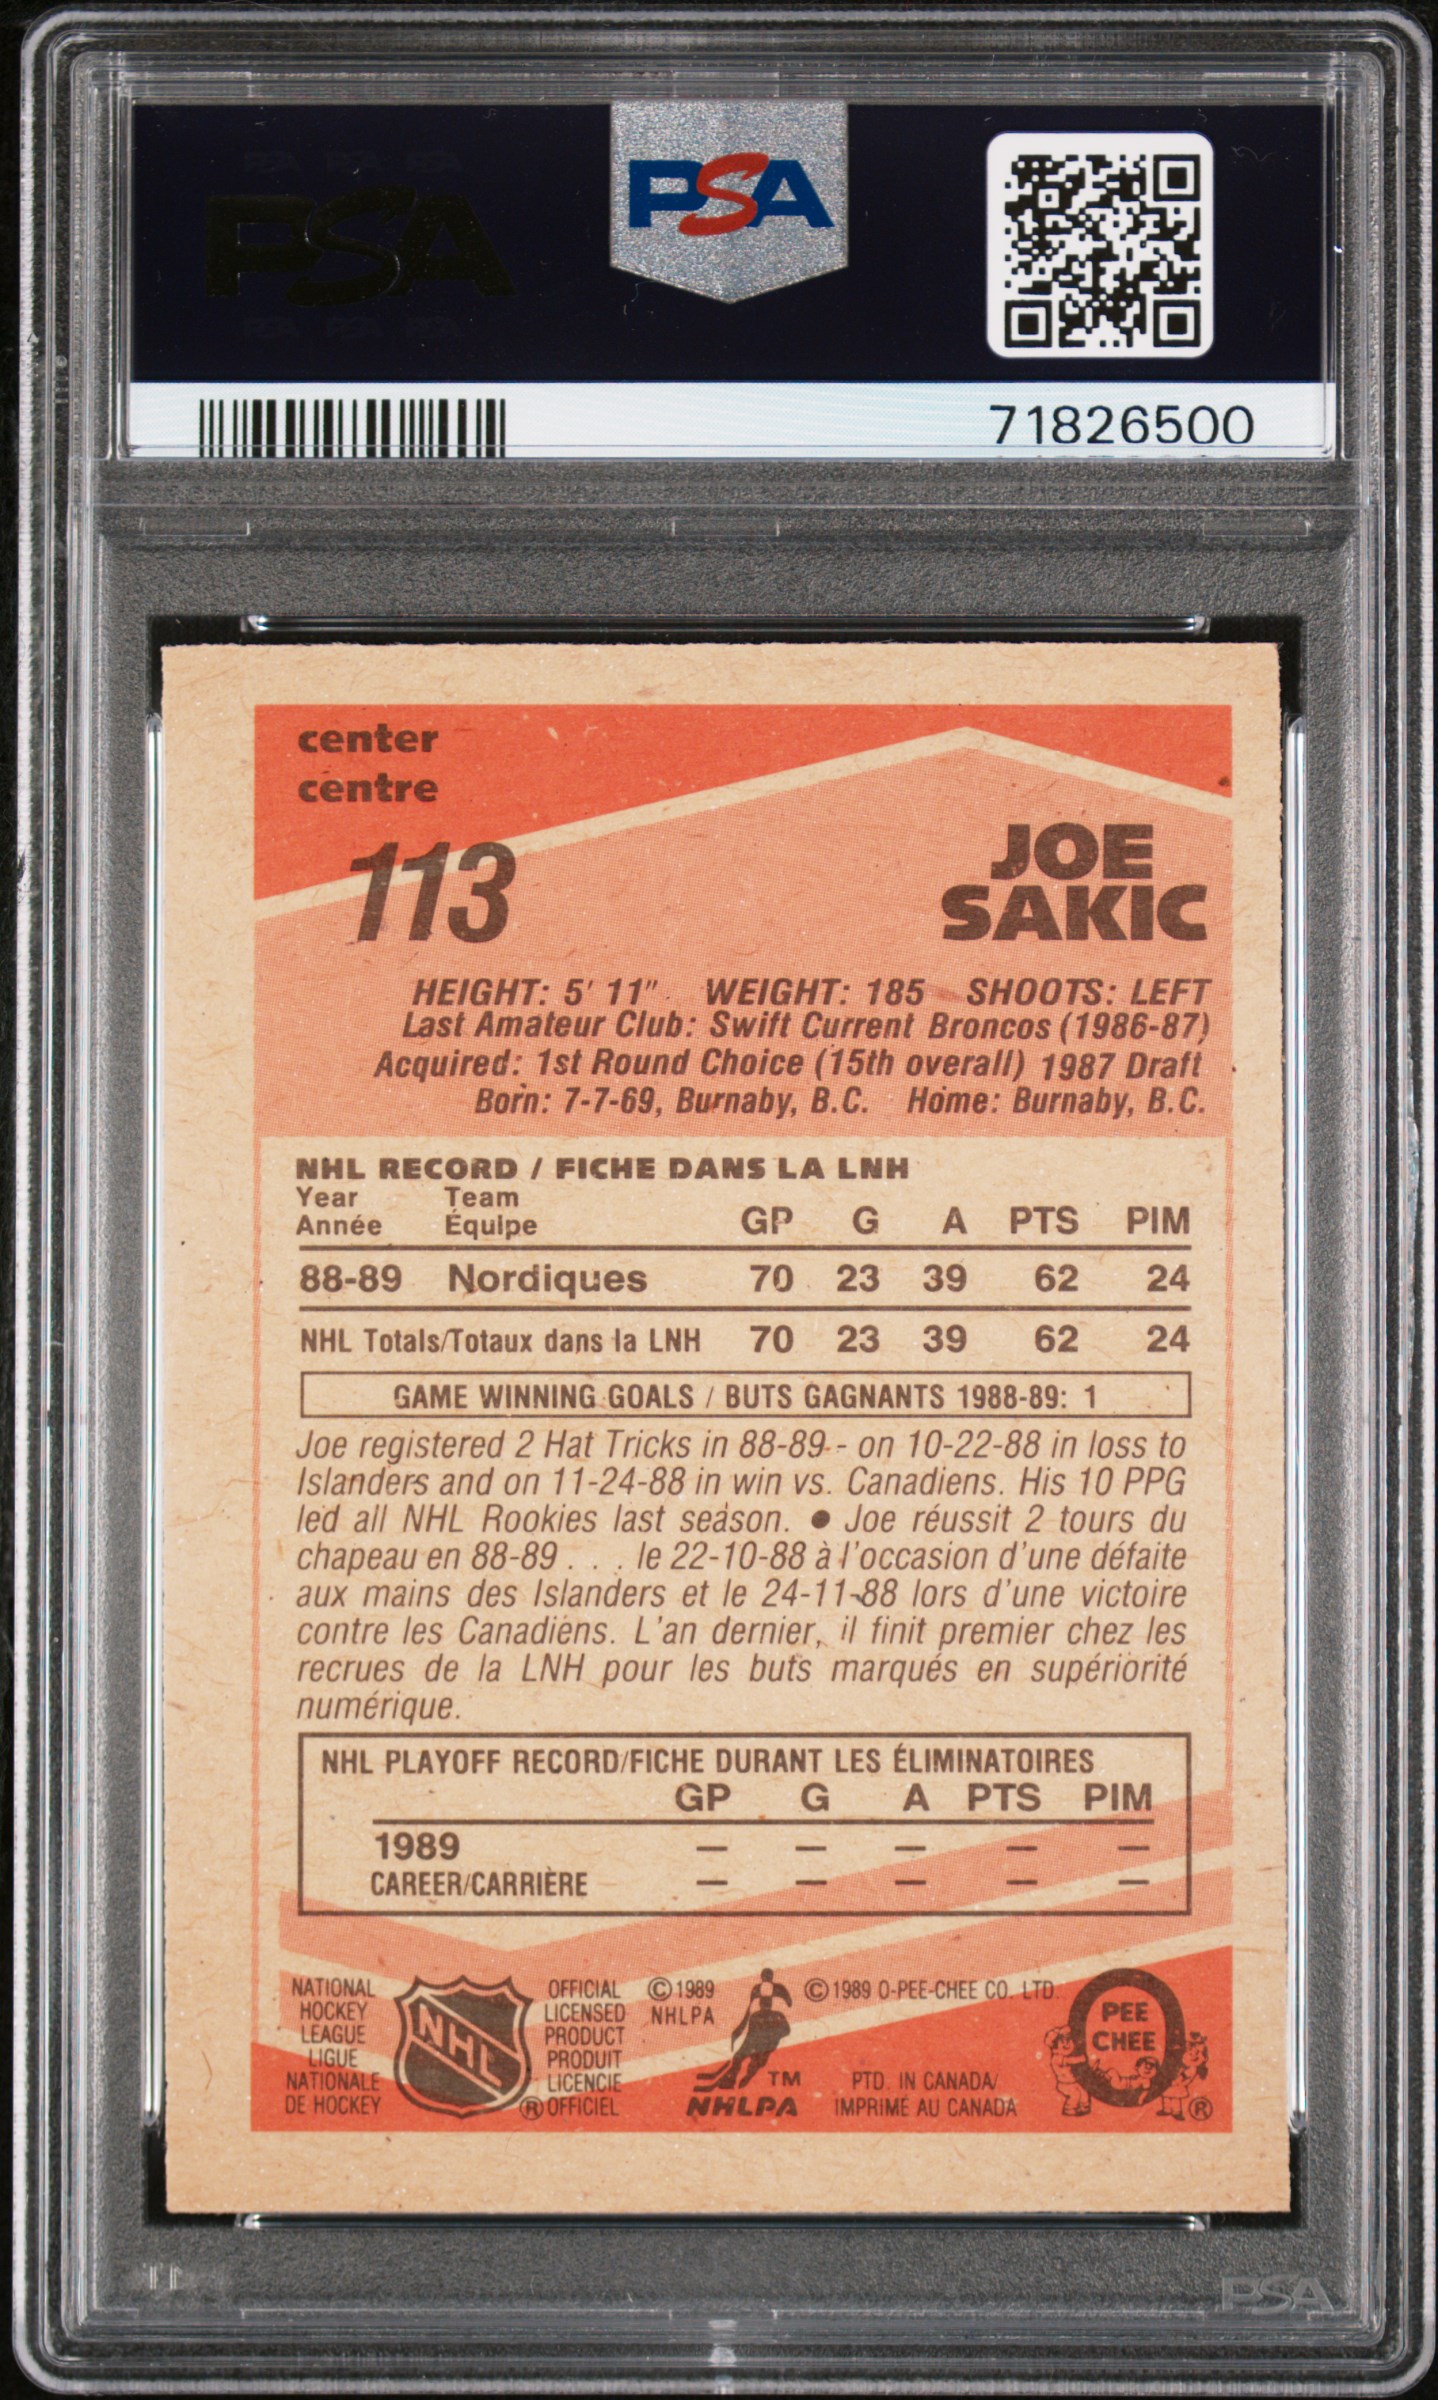 PSA
PSA
71826500
center
centre
113
JOE
SAKIC
HEIGHT: 5' 11" WEIGHT: 185 SHOOTS: LEFT
Last Amateur Club: Swift Current Broncos (1986-87)
Acquired: 1st Round Choice (15th overall) 1987 Draft
Born: 7-7-69, Burnaby, B.C. Home: Burnaby, B.C.
NHL RECORD / FICHE DANS LA LNH
Year Team
Année Équipe GP G A PTS PIM
88-89 Nordiques 70 23 39 62 24
NHL Totals/Totaux dans la LNH 70 23 39 62 24
GAME WINNING GOALS / BUTS GAGNANTS 1988-89: 1
Joe registered 2 Hat Tricks in 88-89 - on 10-22-88 in loss to
Islanders and on 11-24-88 in win vs. Canadiens. His 10 PPG
led all NHL Rookies last season. ● Joe réussit 2 tours du
chapeau en 88-89 . . . le 22-10-88 à l'occasion d'une défaite
aux mains des Islanders et le 24-11-88 lors d'une victoire
contre les Canadiens. L'an dernier, il finit premier chez les
recrues de la LNH pour les buts marqués en supériorité
numérique.
NHL PLAYOFF RECORD/FICHE DURANT LES ÉLIMINATOIRES
GP G A PTS PIM
1989 — — — — —
CAREER/CARRIÈRE — — — — —
NATIONAL
HOCKEY
LEAGUE
LIGUE
NATIONALE
DE HOCKEY
NHL
OFFICIAL
LICENSED
PRODUCT
PRODUIT
LICENCIE
® OFFICIEL
© 1989
NHLPA
TM
NHLPA
© 1989 O-PEE-CHEE CO. LTD.
PTD. IN CANADA/
IMPRIMÉ AU CANADA
O
PEE
CHEE
®
PSA